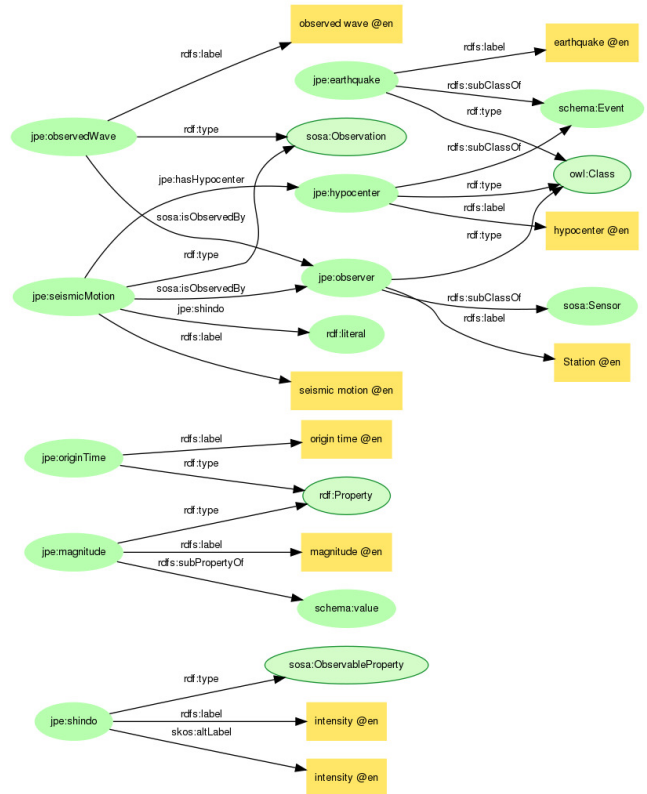 observed wave @en
earthquake @en
rdfs:label
rdfs:label
jpe:earthquake
rdfs:subClassOf
schema:Event
rdf:type
jpe:observedWave
rdf:type
sosa:Observation
rdfs:subClassOf
owl:Class
jpe:hasHypocenter
jpe:hypocenter
rdf:type
rdfs:label
sosa:isObservedBy
hypocenter @en
rdf:type
rdf:type
jpe:observer
sosa:isObservedBy
jpe:seismicMotion
rdfs:subClassOf
sosa:Sensor
jpe:shindo
rdfs:label
rdf:literal
rdfs:label
Station @en
seismic motion @en
rdfs:label
origin time @en
jpe:originTime
rdf:type
rdf:Property
rdf:type
rdfs:label
jpe:magnitude
magnitude @en
rdfs:subPropertyOf
schema:value
sosa:ObservableProperty
rdf:type
rdfs:label
jpe:shindo
intensity @en
skos:altLabel
intensity @en